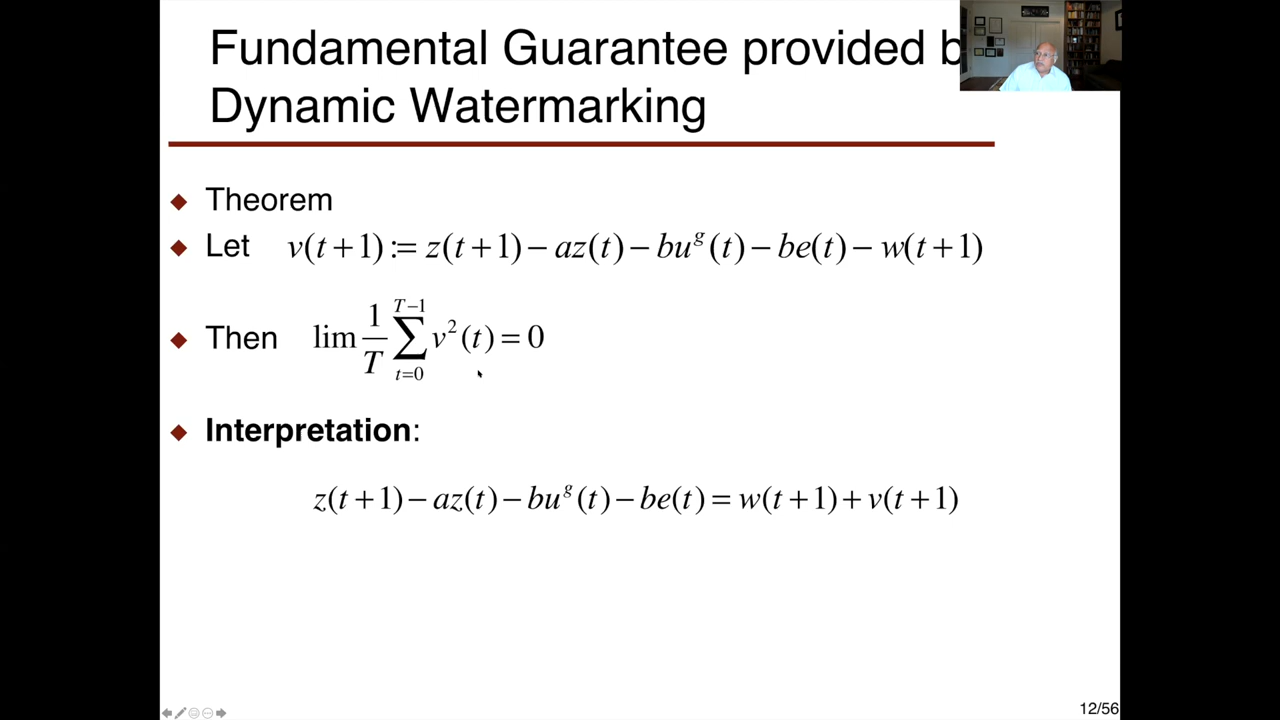 Fundamental Guarantee provided b
Dynamic Watermarking
◆ Theorem
◆ Let v(t+1) := z(t+1) − az(t) − bu^g(t) − be(t) − w(t+1)
◆ Then lim 1/T ∑_{t=0}^{T−1} v²(t) = 0
◆ Interpretation:
z(t+1) − az(t) − bu^g(t) − be(t) = w(t+1) + v(t+1)
12/56